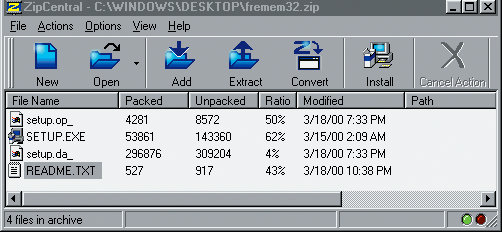 ZipCentral - C:\WINDOWS\DESKTOP\fremem32.zip
File Actions Options View Help
New Open Add Extract Convert Install Cancel Action
File Name Packed Unpacked Ratio Modified Path
setup.op_ 4281 8572 50% 3/18/00 7:33 PM
SETUP.EXE 53861 143360 62% 3/15/00 2:09 AM
setup.da_ 296876 309204 4% 3/18/00 7:33 PM
README.TXT 527 917 43% 3/18/00 10:38 PM
4 files in archive